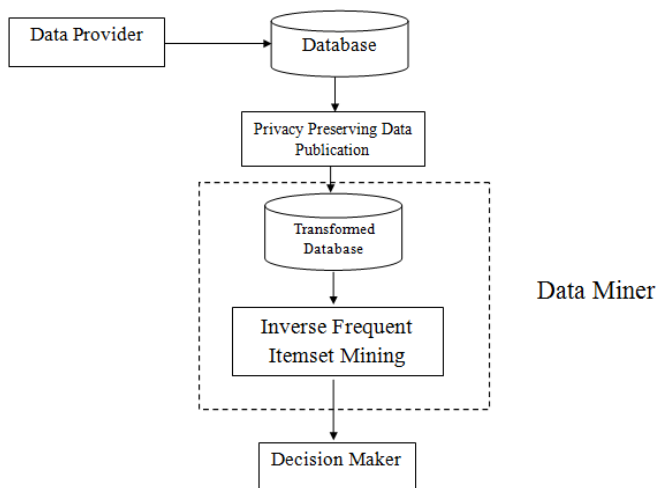 Data Provider
Database
Privacy Preserving Data
Publication
Transformed
Database
Data Miner
Inverse Frequent
Itemset Mining
Decision Maker